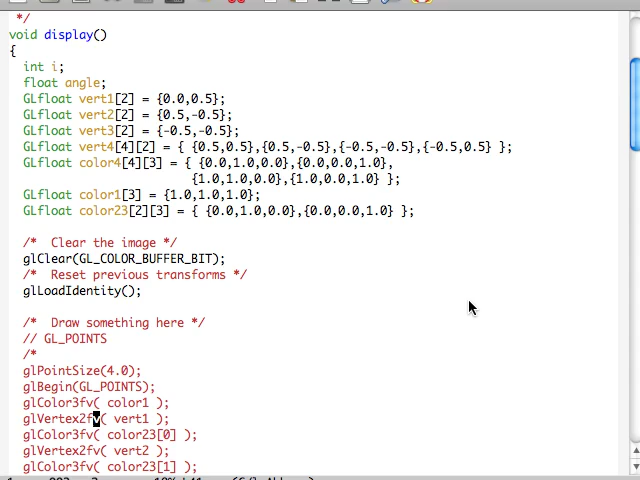 */
void display()
{
int i;
float angle;
GLfloat vert1[2] = {0.0,0.5};
GLfloat vert2[2] = {0.5,-0.5};
GLfloat vert3[2] = {-0.5,-0.5};
GLfloat vert4[4][2] = { {0.5,0.5},{0.5,-0.5},{-0.5,-0.5},{-0.5,0.5} };
GLfloat color4[4][3] = { {0.0,1.0,0.0},{0.0,0.0,1.0},
{1.0,1.0,0.0},{1.0,0.0,1.0} };
GLfloat color1[3] = {1.0,1.0,1.0};
GLfloat color23[2][3] = { {0.0,1.0,0.0},{0.0,0.0,1.0} };
/* Clear the image */
glClear(GL_COLOR_BUFFER_BIT);
/* Reset previous transforms */
glLoadIdentity();
/* Draw something here */
// GL_POINTS
/*
glPointSize(4.0);
glBegin(GL_POINTS);
glColor3fv( color1 );
glVertex2fv( vert1 );
glColor3fv( color23[0] );
glVertex2fv( vert2 );
glColor3fv( color23[1] );